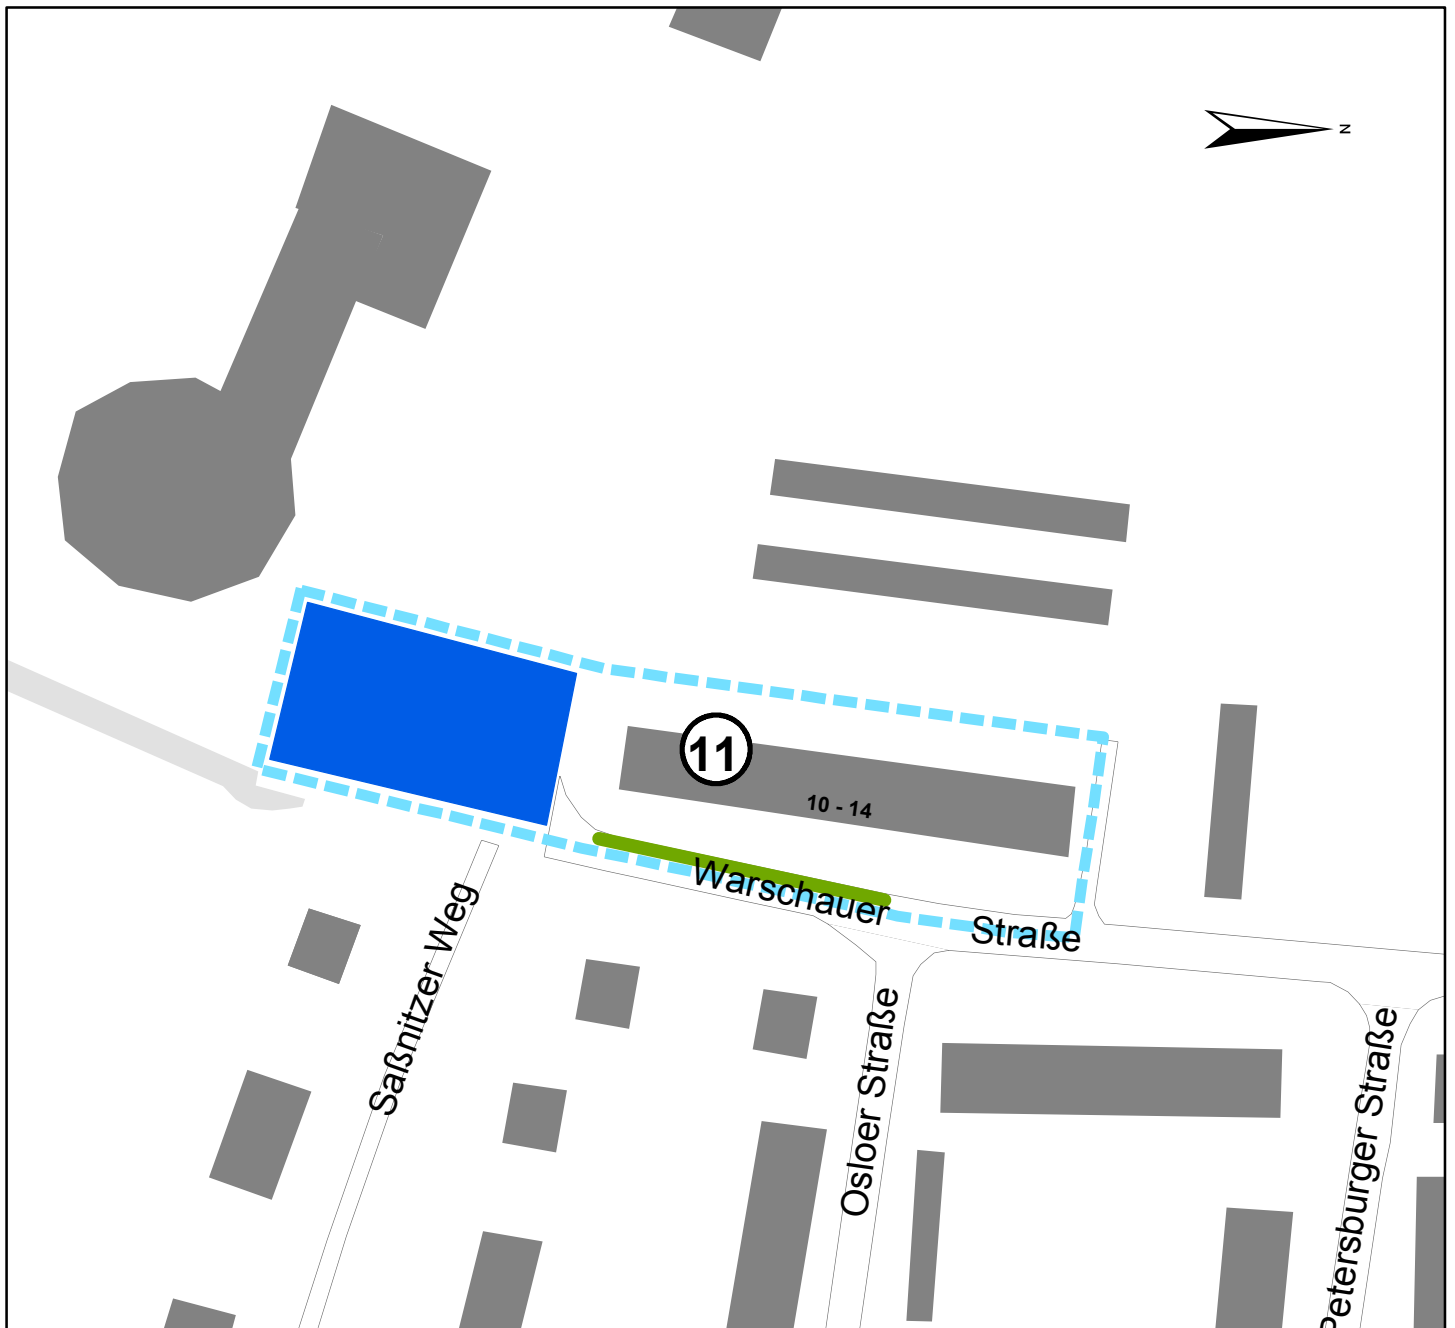 N
11
10 - 14
Warschauer
Straße
Saßnitzer Weg
Osloer Straße
Petersburger Straße